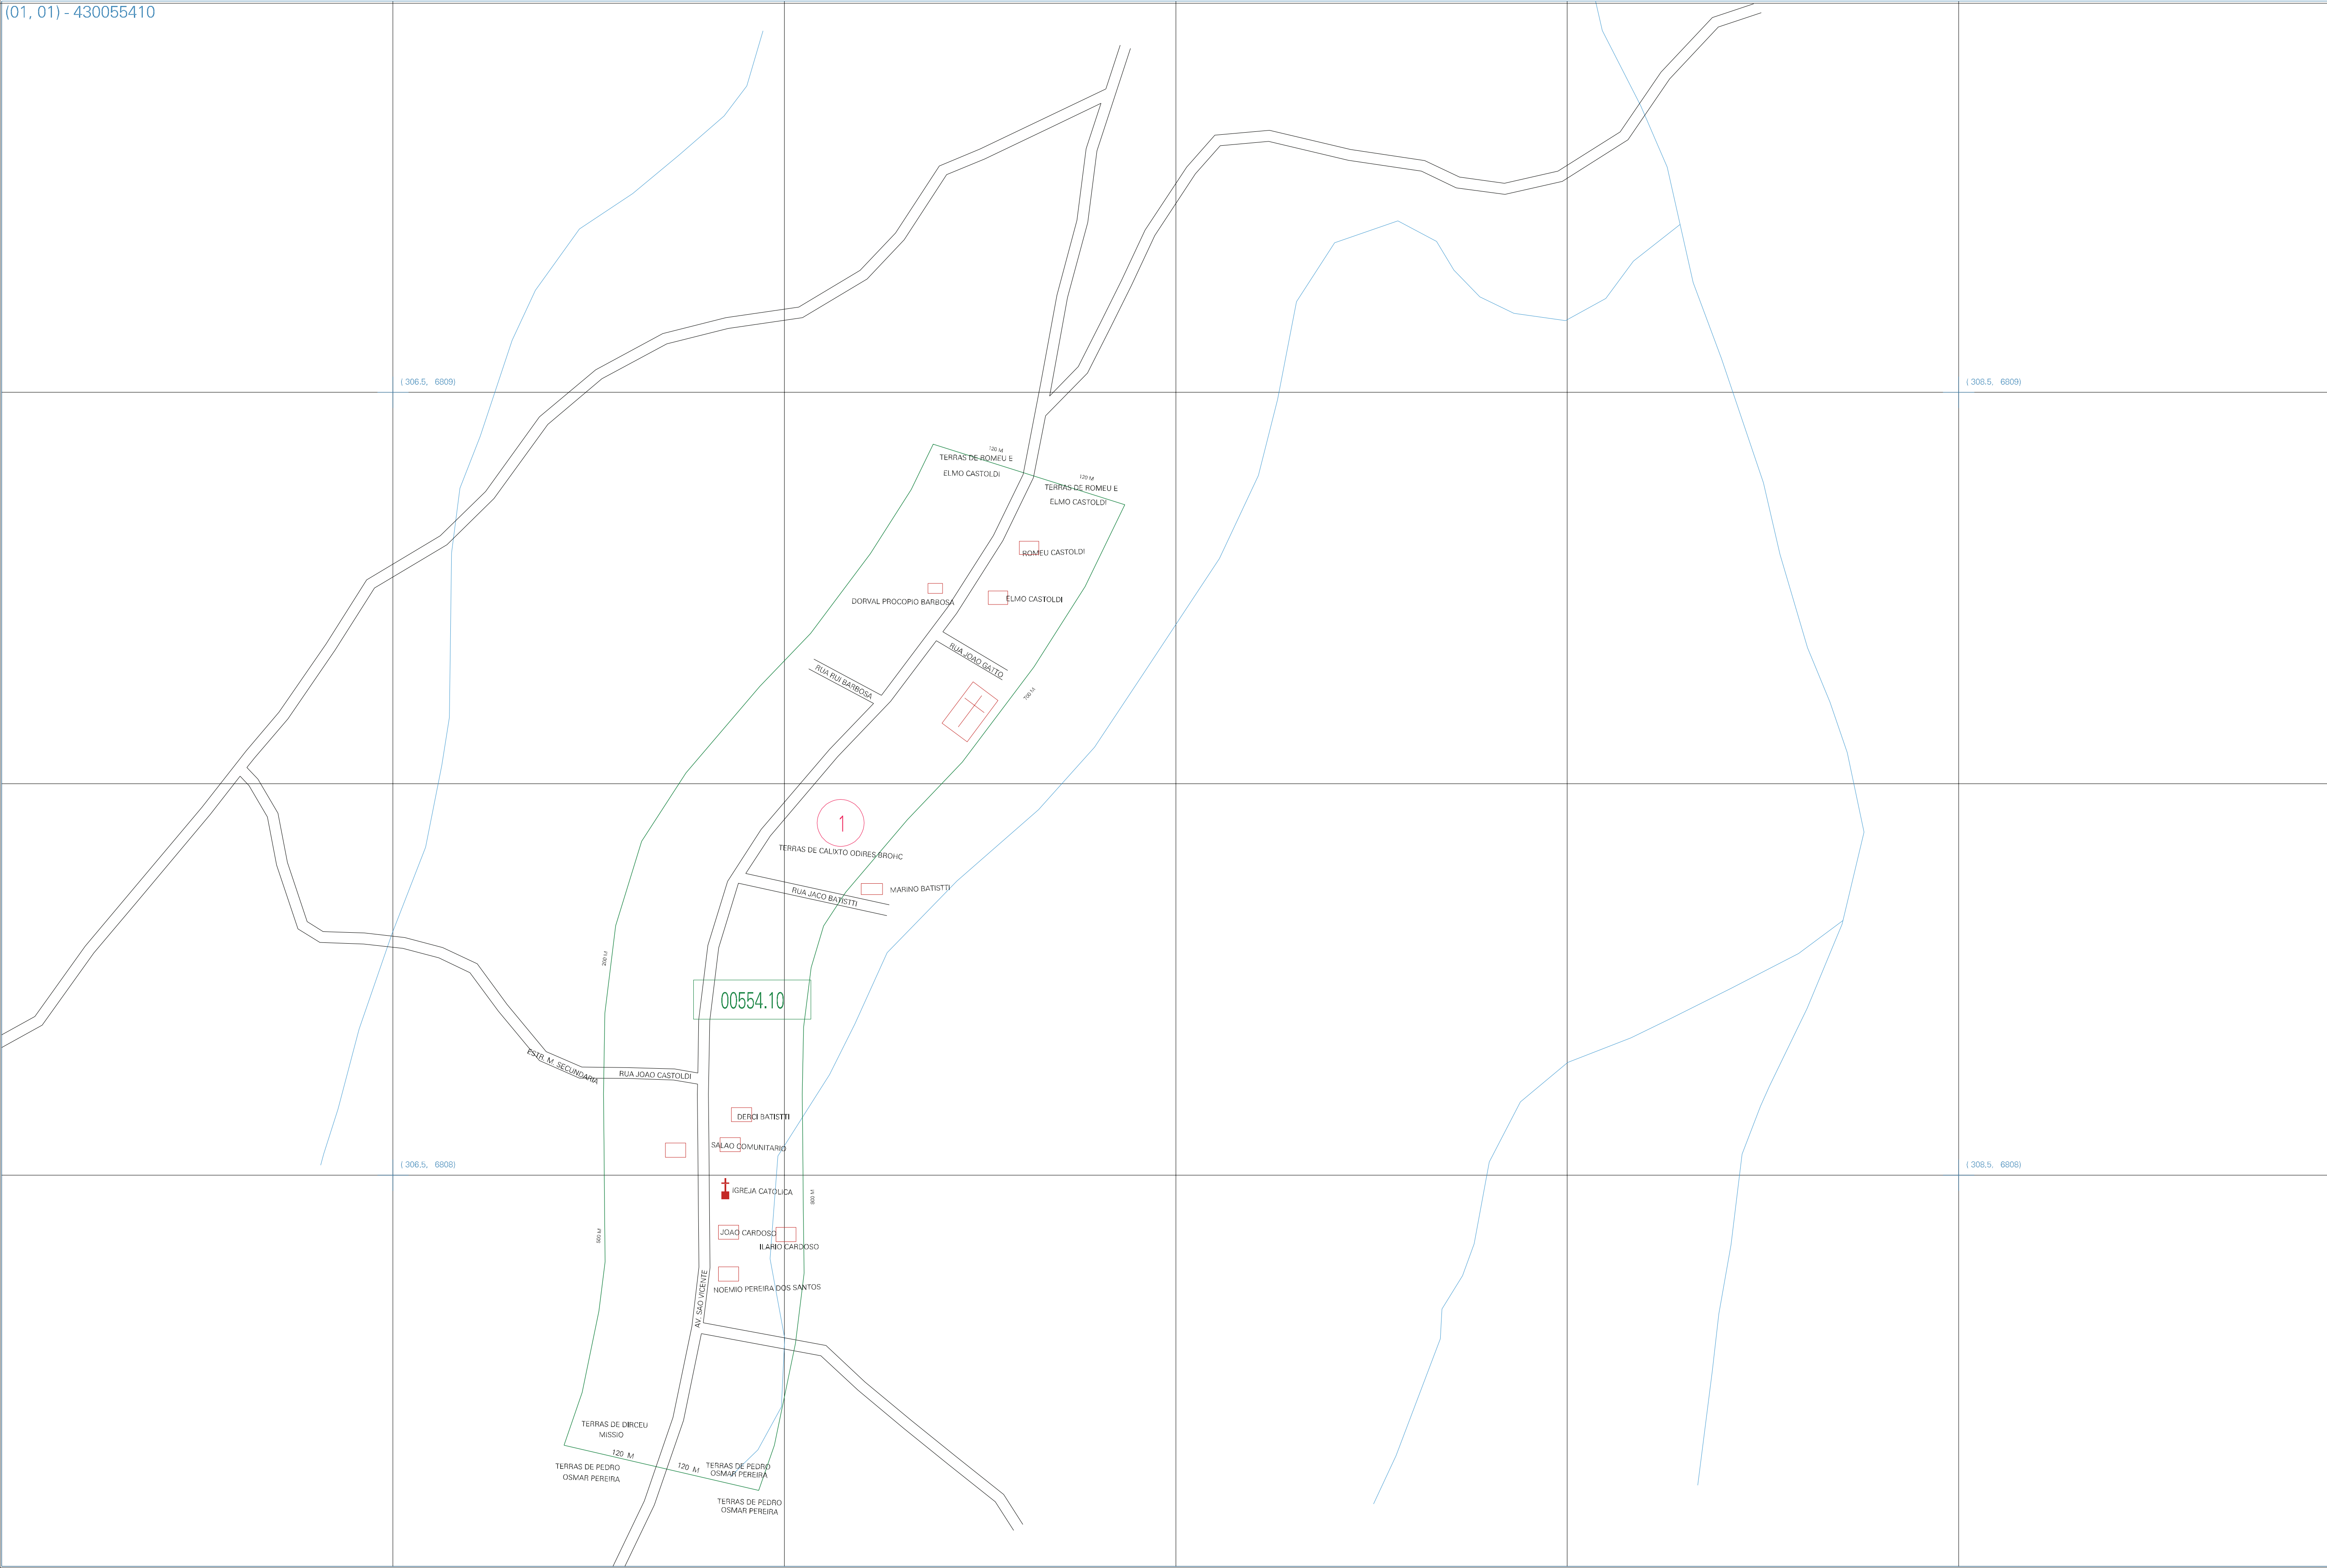 (01, 01) - 430055410
( 306.5, 6809)
( 308.5, 6809)
120 M
TERRAS DE ROMEU E
ELMO CASTOLDI
120 M
TERRAS DE ROMEU E
ELMO CASTOLDI
ROMEU CASTOLDI
DORVAL PROCOPIO BARBOSA
ELMO CASTOLDI
RUA JOAO GATTO
RUA RUI BARBOSA
700 M
1
TERRAS DE CALIXTO ODIRES BROHC
MARINO BATISTTI
RUA JACO BATISTTI
200 M
00554.10
ESTR. M. SECUNDARIA
RUA JOAO CASTOLDI
DERCI BATISTTI
SALAO COMUNITARIO
( 306.5, 6808)
( 308.5, 6808)
IGREJA CATOLICA
JOAO CARDOSO
ILARIO CARDOSO
NOEMIO PEREIRA DOS SANTOS
AV. SAO VICENTE
TERRAS DE DIRCEU
MISSIO
120 M
TERRAS DE PEDRO
OSMAR PEREIRA
120 M
TERRAS DE PEDRO
OSMAR PEREIRA
TERRAS DE PEDRO
OSMAR PEREIRA